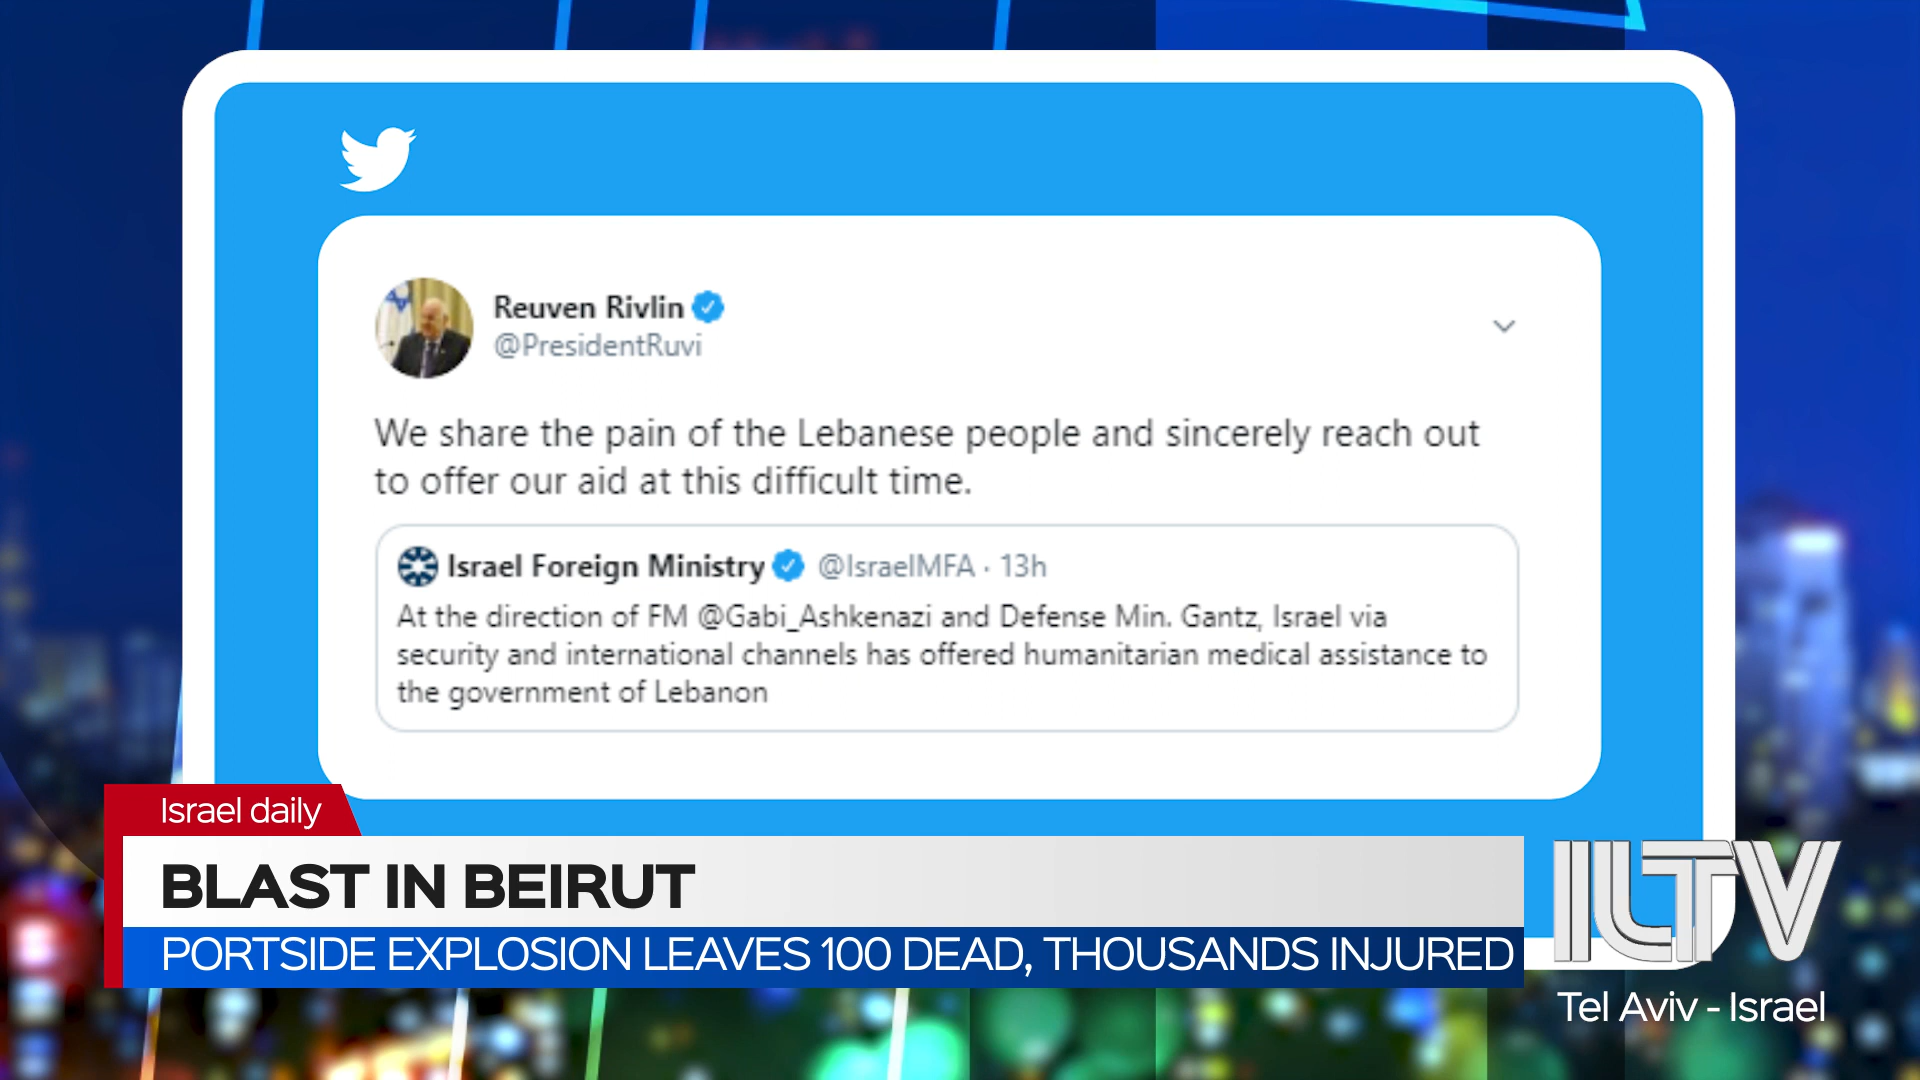 Reuven Rivlin
@PresidentRuvi
We share the pain of the Lebanese people and sincerely reach out
to offer our aid at this difficult time.
Israel Foreign Ministry @IsraelMFA · 13h
At the direction of FM @Gabi_Ashkenazi and Defense Min. Gantz, Israel via
security and international channels has offered humanitarian medical assistance to
the government of Lebanon
Israel daily
BLAST IN BEIRUT
PORTSIDE EXPLOSION LEAVES 100 DEAD, THOUSANDS INJURED
ILTV
Tel Aviv - Israel